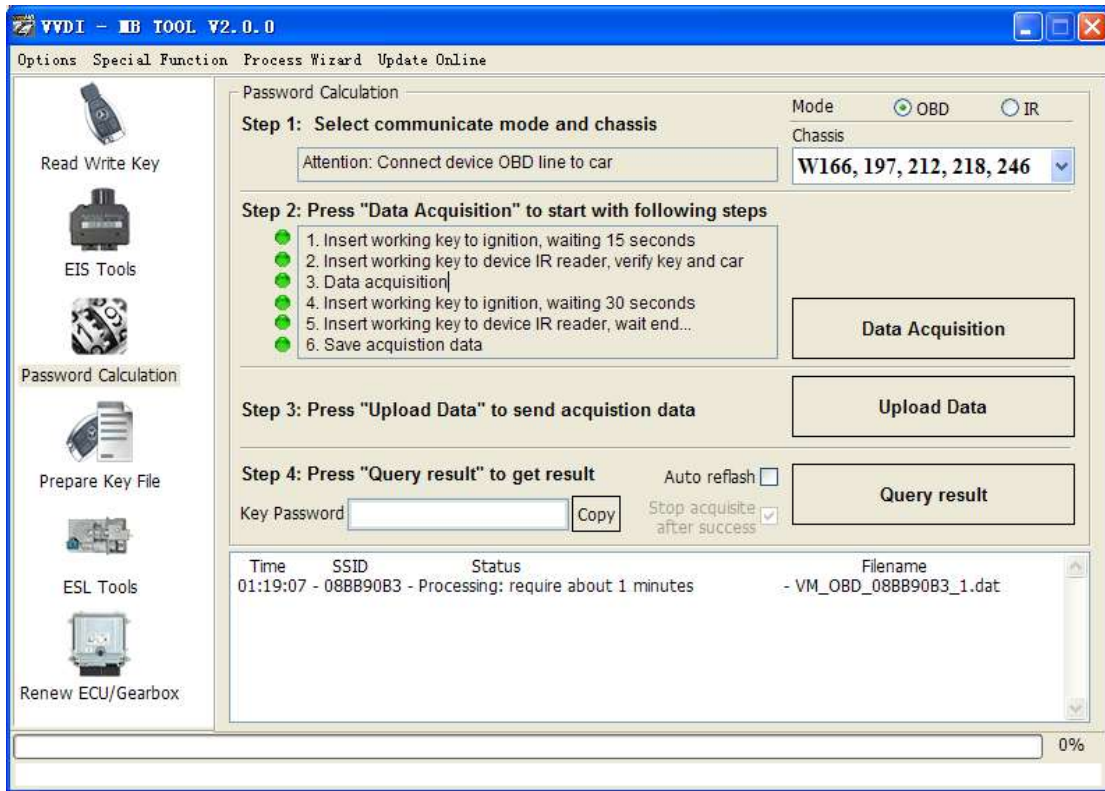 VVDI - MB TOOL V2.0.0
Options Special Function Process Wizard Update Online
Read Write Key
EIS Tools
Password Calculation
Prepare Key File
ESL Tools
Renew ECU/Gearbox
Password Calculation
Step 1: Select communicate mode and chassis
Attention: Connect device OBD line to car
Mode OBD IR
Chassis
W166, 197, 212, 218, 246
Step 2: Press "Data Acquisition" to start with following steps
1. Insert working key to ignition, waiting 15 seconds
2. Insert working key to device IR reader, verify key and car
3. Data acquisition
4. Insert working key to ignition, waiting 30 seconds
5. Insert working key to device IR reader, wait end...
6. Save acquistion data
Data Acquisition
Step 3: Press "Upload Data" to send acquistion data
Upload Data
Step 4: Press "Query result" to get result
Auto reflash
Key Password
Copy
Stop acquisite
after success
Query result
Time SSID Status Filename
01:19:07 - 08BB90B3 - Processing: require about 1 minutes - VM_OBD_08BB90B3_1.dat
0%